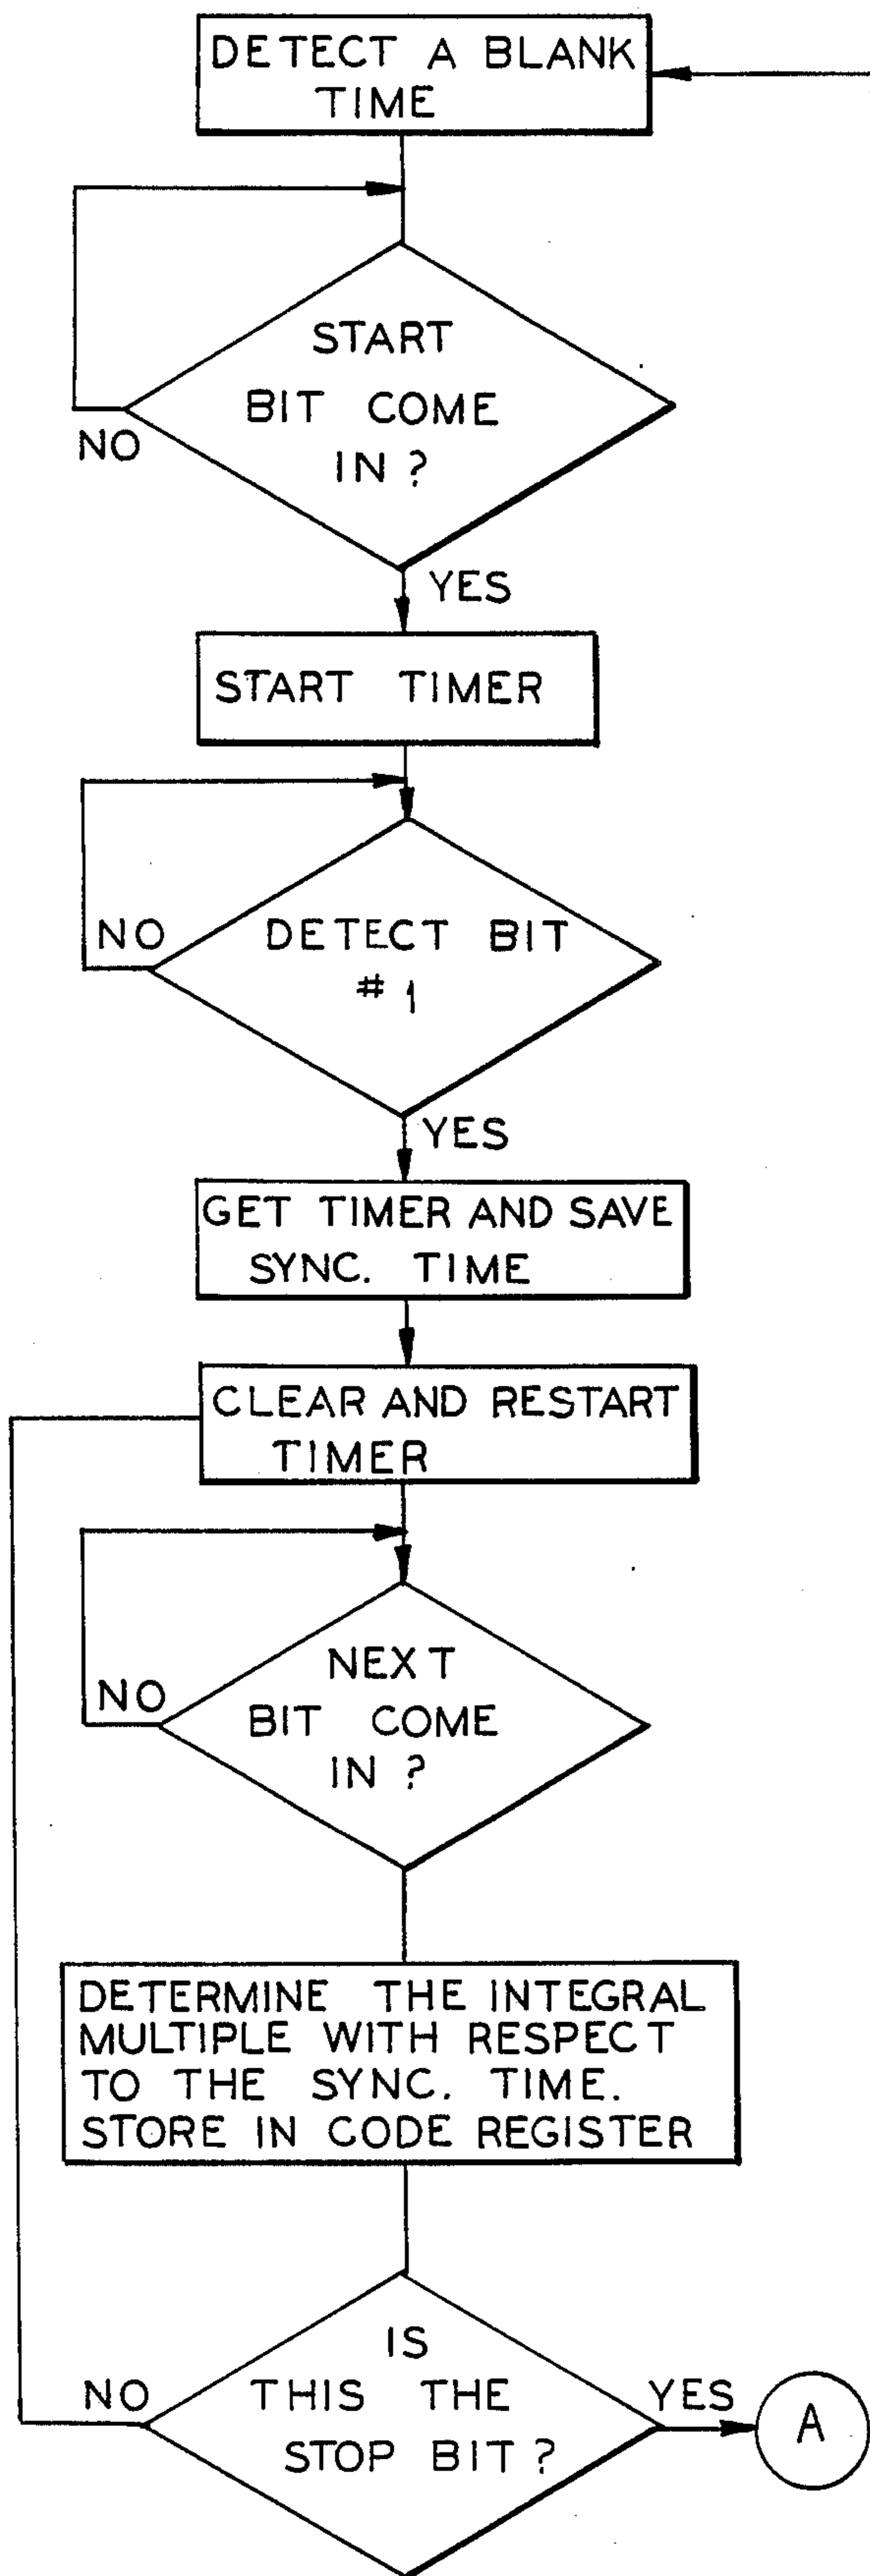 DETECT A BLANK
TIME
START
BIT COME
IN ?
NO
YES
START TIMER
NO
DETECT BIT
# 1
YES
GET TIMER AND SAVE
SYNC. TIME
CLEAR AND RESTART
TIMER
NEXT
BIT COME
IN ?
NO
DETERMINE THE INTEGRAL
MULTIPLE WITH RESPECT
TO THE SYNC. TIME.
STORE IN CODE REGISTER
IS
THIS THE
STOP BIT ?
NO
YES
A